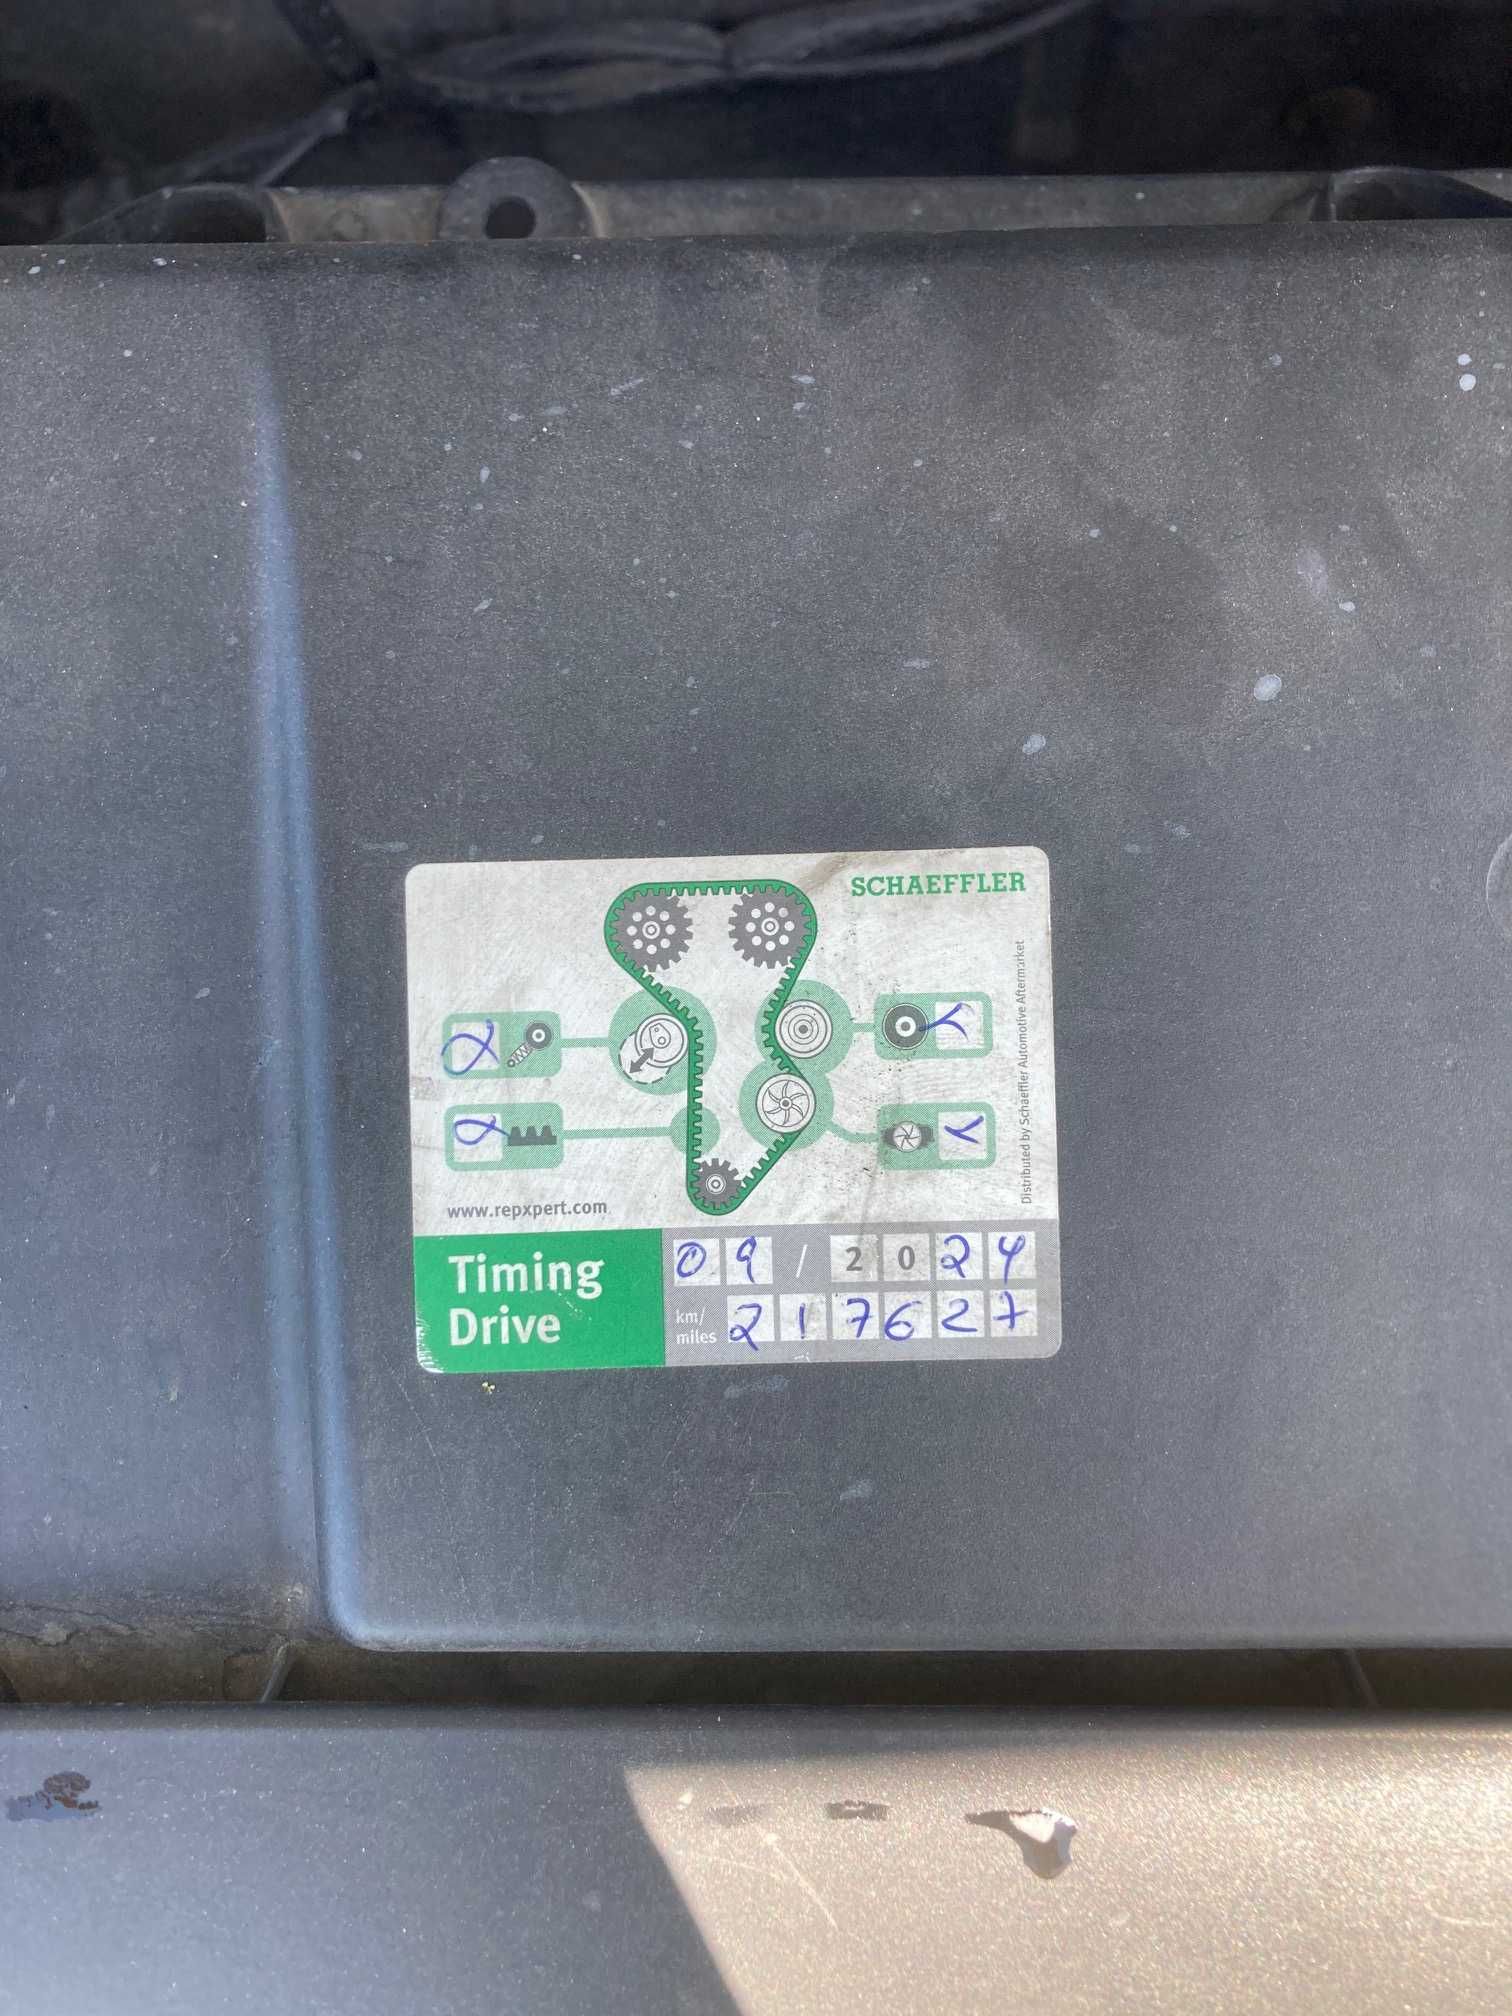 SCHAEFFLER
Distributed by Schaeffler Automotive Aftermarket
www.repxpert.com
Timing
Drive
09 / 2024
km/
miles
217627